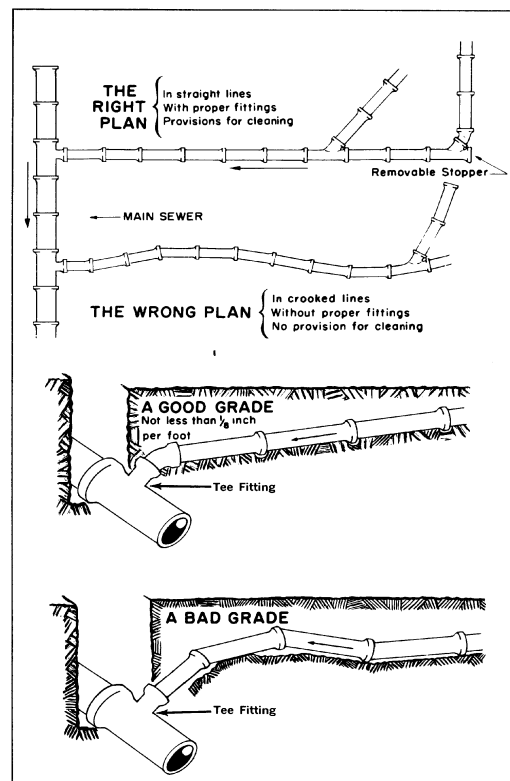 THE
RIGHT
PLAN
In straight lines
With proper fittings
Provisions for cleaning
Removable Stopper
MAIN SEWER
THE WRONG PLAN
In crooked lines
Without proper fittings
No provision for cleaning
A GOOD GRADE
Not less than 1/8 inch
per foot
Tee Fitting
A BAD GRADE
Tee Fitting